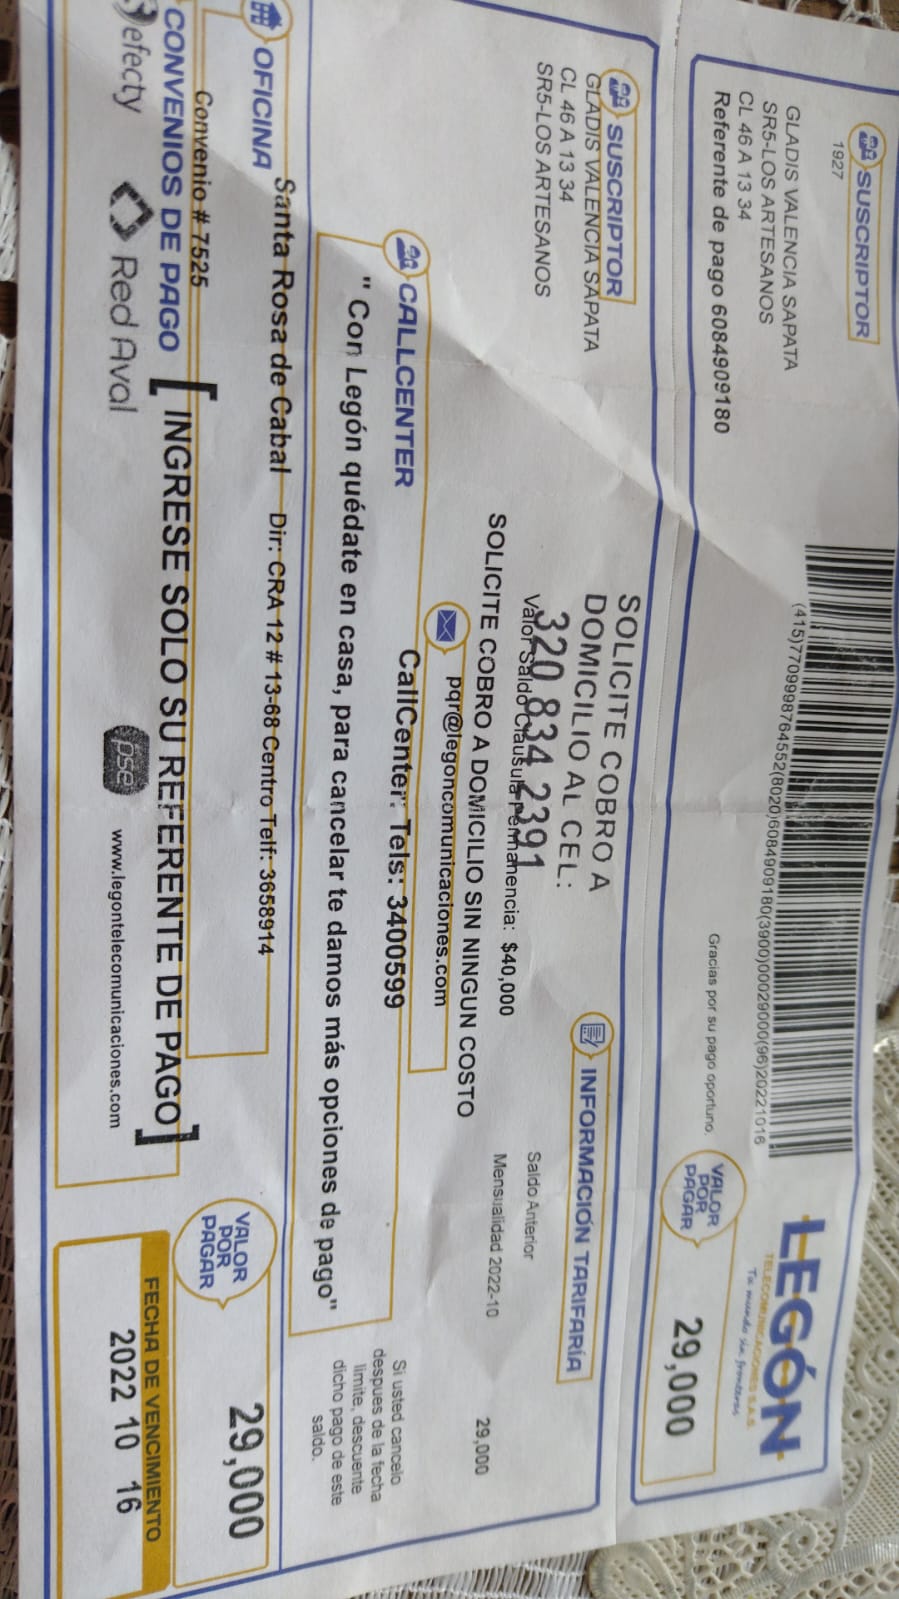 SUSCRIPTOR
1927
GLADIS VALENCIA SAPATA
SR5-LOS ARTESANOS
CL 46 A 13 34
Referente de pago 6084909180
(415)7709998764552(8020)6084909180(3900)00029000(96)20221016
Gracias por su pago oportuno.
LEGÓN
TELECOMUNICACIONES S.A.S.
Tu mundo sin fronteras
VALOR
POR
PAGAR
29,000
SUSCRIPTOR
GLADIS VALENCIA SAPATA
CL 46 A 13 34
SR5-LOS ARTESANOS
SOLICITE COBRO A
DOMICILIO AL CEL:
320 834 2391
Valor Saldo Clausula Permanencia: $40,000
SOLICITE COBRO A DOMICILIO SIN NINGUN COSTO
INFORMACIÓN TARIFARÍA
Saldo Anterior
Mensualidad 2022-10 29,000
pqr@legoncomunicaciones.com
CALLCENTER
CallCenter: Tels: 3400599
" Con Legón quédate en casa, para cancelar te damos más opciones de pago"
Si usted cancelo
despues de la fecha
limite, descuente
dicho pago de este
saldo.
OFICINA
Santa Rosa de Cabal Dir: CRA 12 # 13-68 Centro Telf: 3658914
VALOR
POR
PAGAR
29,000
Convenio # 7525
CONVENIOS DE PAGO
[INGRESE SOLO SU REFERENTE DE PAGO]
efecty
Red Aval
pse
www.legontelecomunicaciones.com
FECHA DE VENCIMIENTO
2022 10 16